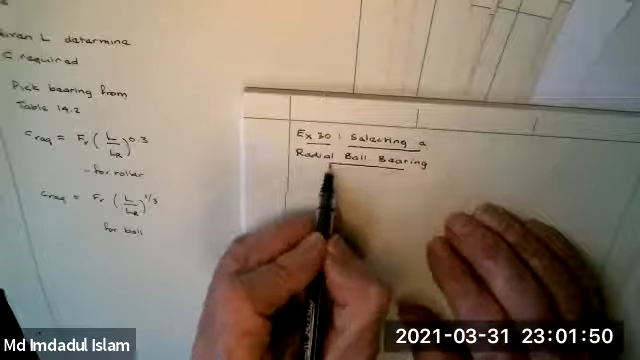 Given L determine
C required
Pick bearing from
Table 14.2
Creq = Fr (L/LR)^0.3
- for roller
Creq = Fr (L/LR)^1/3
for ball
Ex 30 : Selecting a
Radial Ball Bearing
Md Imdadul Islam
2021-03-31 23:01:50